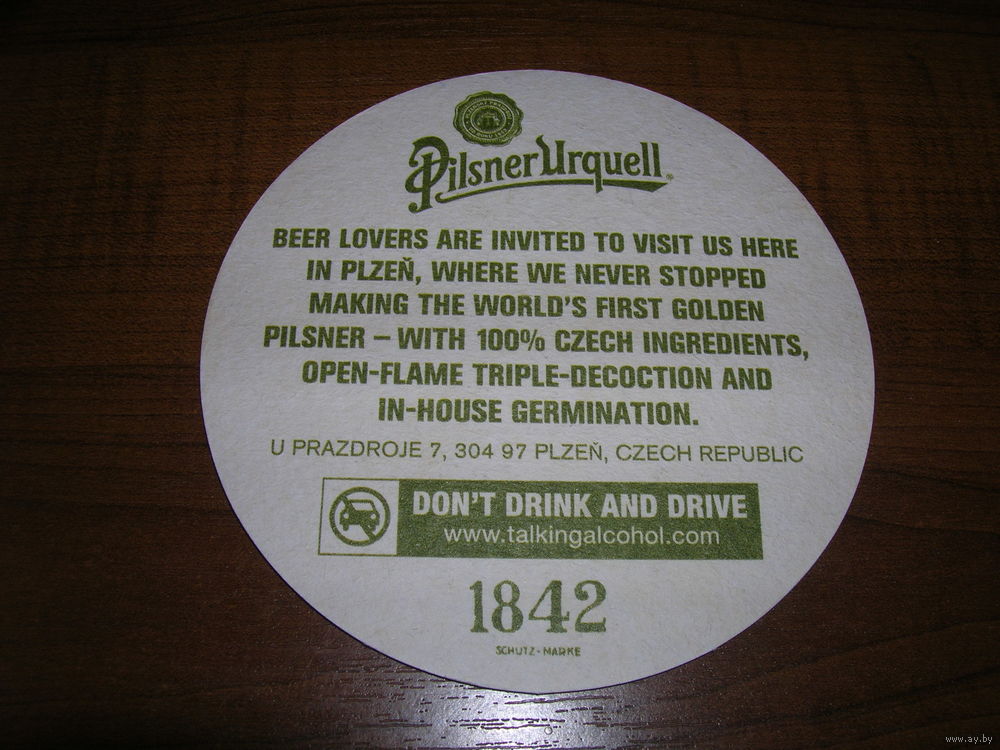 Pilsner Urquell
BEER LOVERS ARE INVITED TO VISIT US HERE
IN PLZEŇ, WHERE WE NEVER STOPPED
MAKING THE WORLD'S FIRST GOLDEN
PILSNER – WITH 100% CZECH INGREDIENTS,
OPEN-FLAME TRIPLE-DECOCTION AND
IN-HOUSE GERMINATION.
U PRAZDROJE 7, 304 97 PLZEŇ, CZECH REPUBLIC
DON'T DRINK AND DRIVE
www.talkingalcohol.com
1842
SCHUTZ-MARKE
www.ay.by